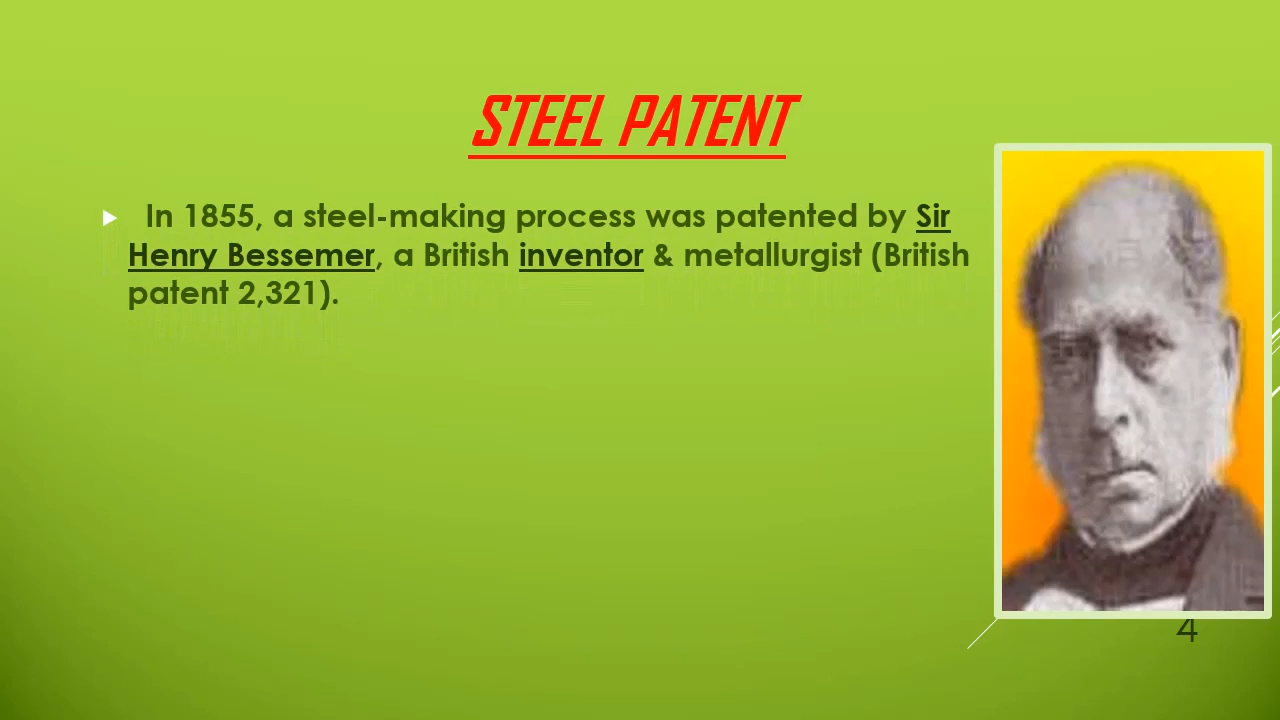 STEEL PATENT
In 1855, a steel-making process was patented by Sir
Henry Bessemer, a British inventor & metallurgist (British
patent 2,321).
4